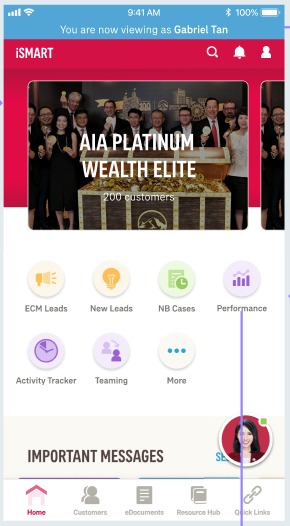 9:41 AM
100%
You are now viewing as Gabriel Tan
iSMART
AIA PLATINUM
WEALTH ELITE
200 customers
ECM Leads
New Leads
NB Cases
Performance
Activity Tracker
Teaming
More
IMPORTANT MESSAGES
Home
Customers
eDocuments
Resource Hub
Quick Links